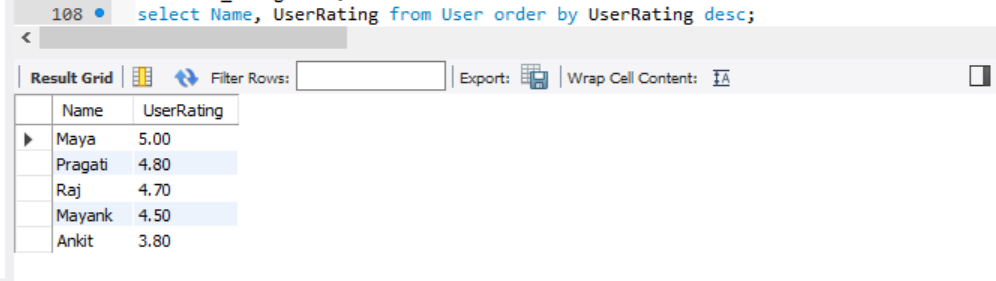 108 select Name, UserRating from User order by UserRating desc;
Result Grid Filter Rows: Export: Wrap Cell Content: IA
Name UserRating
Maya 5.00
Pragati 4.80
Raj 4.70
Mayank 4.50
Ankit 3.80